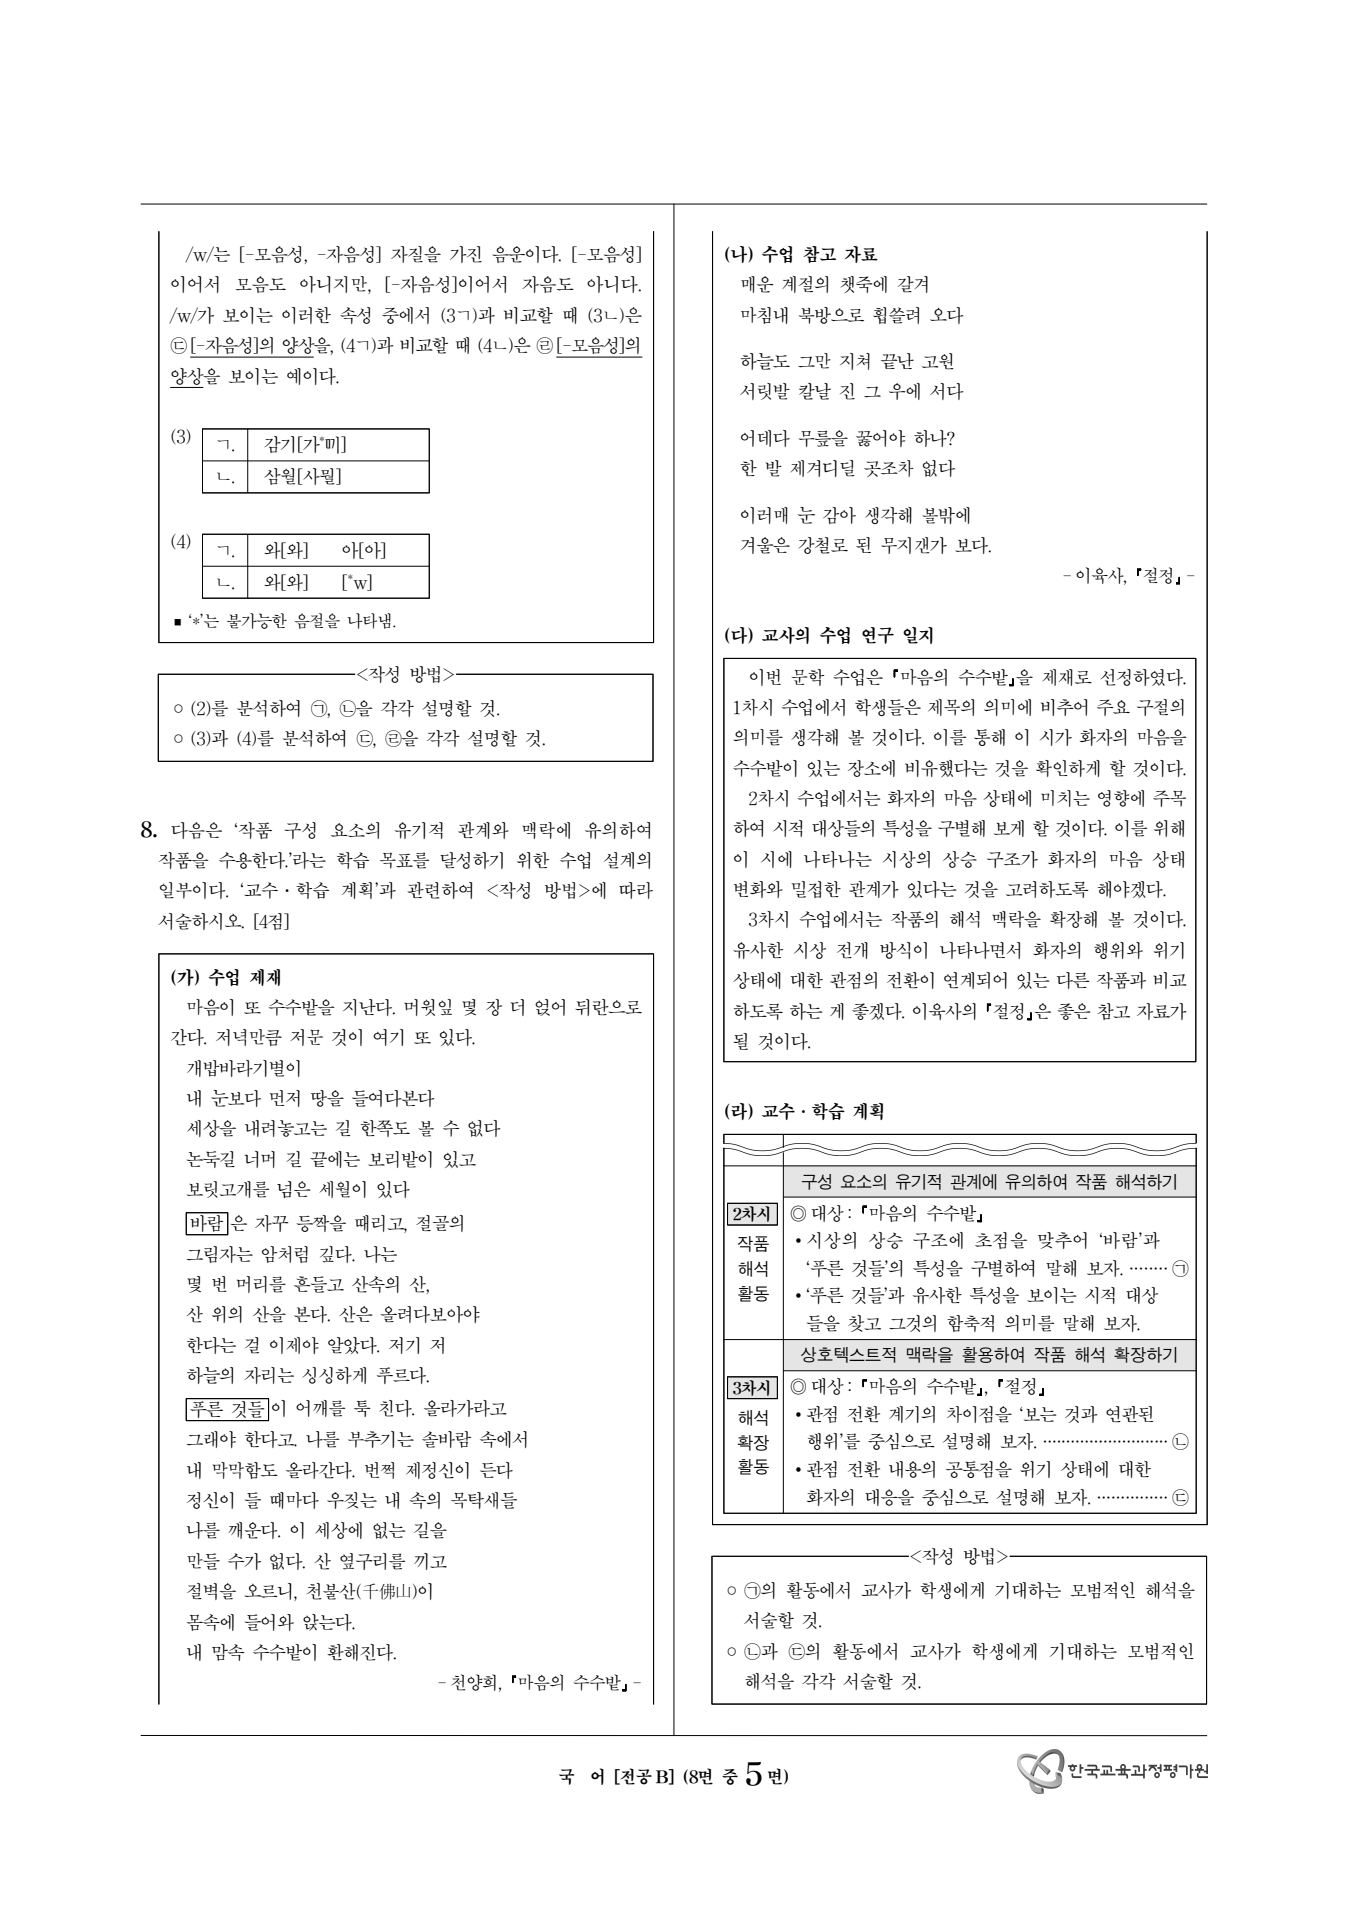 /w/는 [-모음성, -자음성] 자질을 가진 음운이다. [-모음성]
이어서 모음도 아니지만, [-자음성]이어서 자음도 아니다.
/w/가 보이는 이러한 속성 중에서 (3ㄱ)과 비교할 때 (3ㄴ)은
㉢[-자음성]의 양상을, (4ㄱ)과 비교할 때 (4ㄴ)은 ㉣[-모음성]의
양상을 보이는 예이다.
(3)
ㄱ. 감기[가*ㅁㅣ]
ㄴ. 삼월[사뭘]
(4)
ㄱ. 와[와] 아[아]
ㄴ. 와[와] [*w]
■ '*'는 불가능한 음절을 나타냄.
<작성 방법>
○ (2)를 분석하여 ㉠, ㉡을 각각 설명할 것.
○ (3)과 (4)를 분석하여 ㉢, ㉣을 각각 설명할 것.
8. 다음은 '작품 구성 요소의 유기적 관계와 맥락에 유의하여
작품을 수용한다.'라는 학습 목표를 달성하기 위한 수업 설계의
일부이다. '교수·학습 계획'과 관련하여 <작성 방법>에 따라
서술하시오. [4점]
(가) 수업 제재
마음이 또 수수밭을 지난다. 머윗잎 몇 장 더 얹어 뒤란으로
간다. 저녁만큼 저문 것이 여기 또 있다.
개밥바라기별이
내 눈보다 먼저 땅을 들여다본다
세상을 내려놓고는 길 한쪽도 볼 수 없다
논둑길 너머 길 끝에는 보리밭이 있고
보릿고개를 넘은 세월이 있다
바람은 자꾸 등짝을 때리고, 절골의
그림자는 암처럼 깊다. 나는
몇 번 머리를 흔들고 산속의 산,
산 위의 산을 본다. 산은 올려다보아야
한다는 걸 이제야 알았다. 저기 저
하늘의 자리는 싱싱하게 푸르다.
푸른 것들이 어깨를 툭 친다. 올라가라고
그래야 한다고. 나를 부추기는 솔바람 속에서
내 막막함도 올라간다. 번쩍 제정신이 든다
정신이 들 때마다 우짖는 내 속의 목탁새들
나를 깨운다. 이 세상에 없는 길을
만들 수가 없다. 산 옆구리를 끼고
절벽을 오르니, 천불산(千佛山)이
몸속에 들어와 앉는다.
내 맘속 수수밭이 환해진다.
- 천양희, 『마음의 수수밭』 -
(나) 수업 참고 자료
매운 계절의 챗죽에 갈겨
마침내 북방으로 휩쓸려 오다
하늘도 그만 지쳐 끝난 고원
서릿발 칼날 진 그 우에 서다
어데다 무릎을 꿇어야 하나?
한 발 제겨디딜 곳조차 없다
이러매 눈 감아 생각해 볼밖에
겨울은 강철로 된 무지갠가 보다.
- 이육사, 『절정』 -
(다) 교사의 수업 연구 일지
이번 문학 수업은 『마음의 수수밭』을 제재로 선정하였다.
1차시 수업에서 학생들은 제목의 의미에 비추어 주요 구절의
의미를 생각해 볼 것이다. 이를 통해 이 시가 화자의 마음을
수수밭이 있는 장소에 비유했다는 것을 확인하게 할 것이다.
2차시 수업에서는 화자의 마음 상태에 미치는 영향에 주목
하여 시적 대상들의 특성을 구별해 보게 할 것이다. 이를 위해
이 시에 나타나는 시상의 상승 구조가 화자의 마음 상태
변화와 밀접한 관계가 있다는 것을 고려하도록 해야겠다.
3차시 수업에서는 작품의 해석 맥락을 확장해 볼 것이다.
유사한 시상 전개 방식이 나타나면서 화자의 행위와 위기
상태에 대한 관점의 전환이 연계되어 있는 다른 작품과 비교
하도록 하는 게 좋겠다. 이육사의 『절정』은 좋은 참고 자료가
될 것이다.
(라) 교수·학습 계획
구성 요소의 유기적 관계에 유의하여 작품 해석하기
2차시
작품
해석
활동
◎ 대상: 『마음의 수수밭』
• 시상의 상승 구조에 초점을 맞추어 '바람'과
'푸른 것들'의 특성을 구별하여 말해 보자. ········ ㉠
• '푸른 것들'과 유사한 특성을 보이는 시적 대상
들을 찾고 그것의 함축적 의미를 말해 보자.
상호텍스트적 맥락을 활용하여 작품 해석 확장하기
3차시
해석
확장
활동
◎ 대상: 『마음의 수수밭』, 『절정』
• 관점 전환 계기의 차이점을 '보는 것과 연관된
행위'를 중심으로 설명해 보자. ························· ㉡
• 관점 전환 내용의 공통점을 위기 상태에 대한
화자의 대응을 중심으로 설명해 보자. ·············· ㉢
<작성 방법>
○ ㉠의 활동에서 교사가 학생에게 기대하는 모범적인 해석을
서술할 것.
○ ㉡과 ㉢의 활동에서 교사가 학생에게 기대하는 모범적인
해석을 각각 서술할 것.
국 어 [전공 B] (8면 중 5 면)
한국교육과정평가원